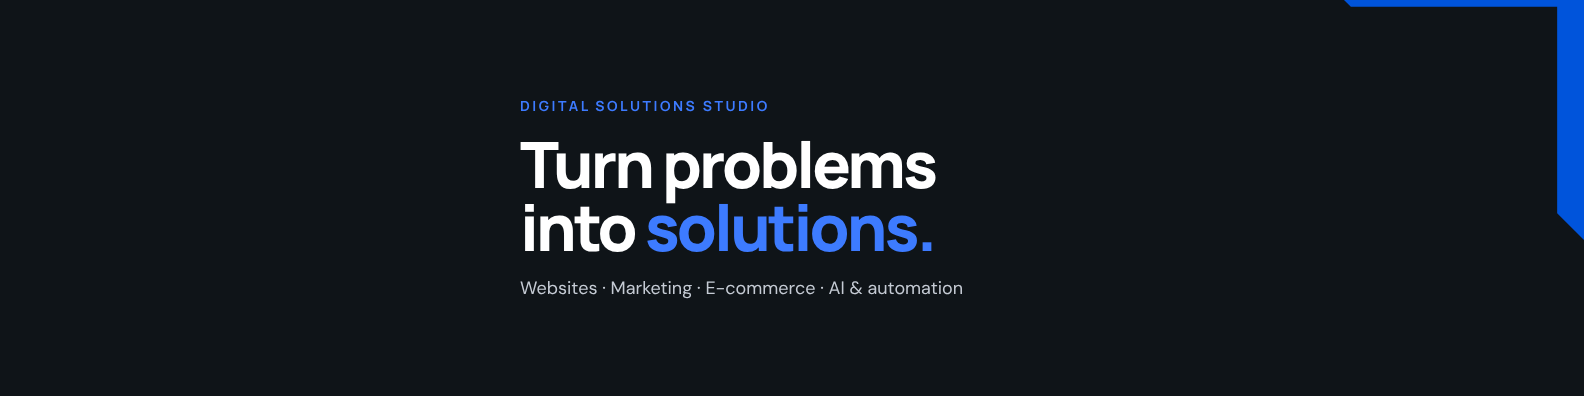 DIGITAL SOLUTIONS STUDIO
Turn problems
into solutions.
Websites · Marketing · E-commerce · AI & automation